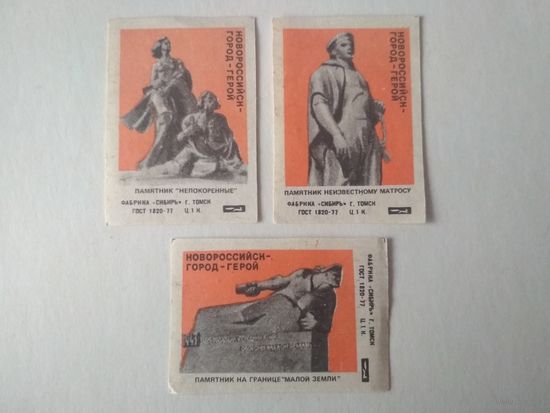 НОВОРОССИЙСК-
ГОРОД-ГЕРОЙ
ПАМЯТНИК "НЕПОКОРЕННЫЕ"
ФАБРИКА «СИБИРЬ» Г. ТОМСК
ГОСТ 1820-77 Ц. 1 К.
НОВОРОССИЙСК-
ГОРОД-ГЕРОЙ
ПАМЯТНИК НЕИЗВЕСТНОМУ МАТРОСУ
ФАБРИКА «СИБИРЬ» Г. ТОМСК
ГОСТ 1820-77 Ц. 1 К.
НОВОРОССИЙСК-
ГОРОД-ГЕРОЙ
ПАМЯТНИК НА ГРАНИЦЕ "МАЛОЙ ЗЕМЛИ"
ФАБРИКА «СИБИРЬ» Г. ТОМСК
ГОСТ 1820-77 Ц. 1 К.